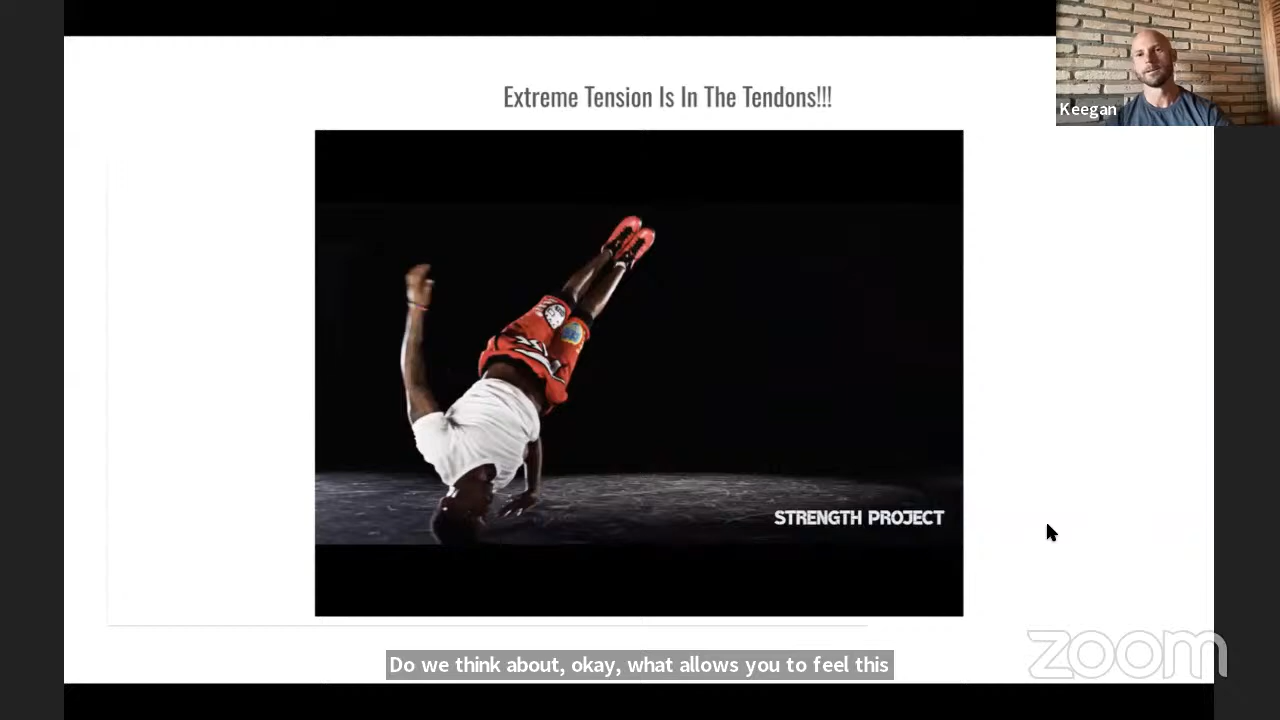 Extreme Tension Is In The Tendons!!!
Keegan
STRENGTH PROJECT
Do we think about, okay, what allows you to feel this
zoom